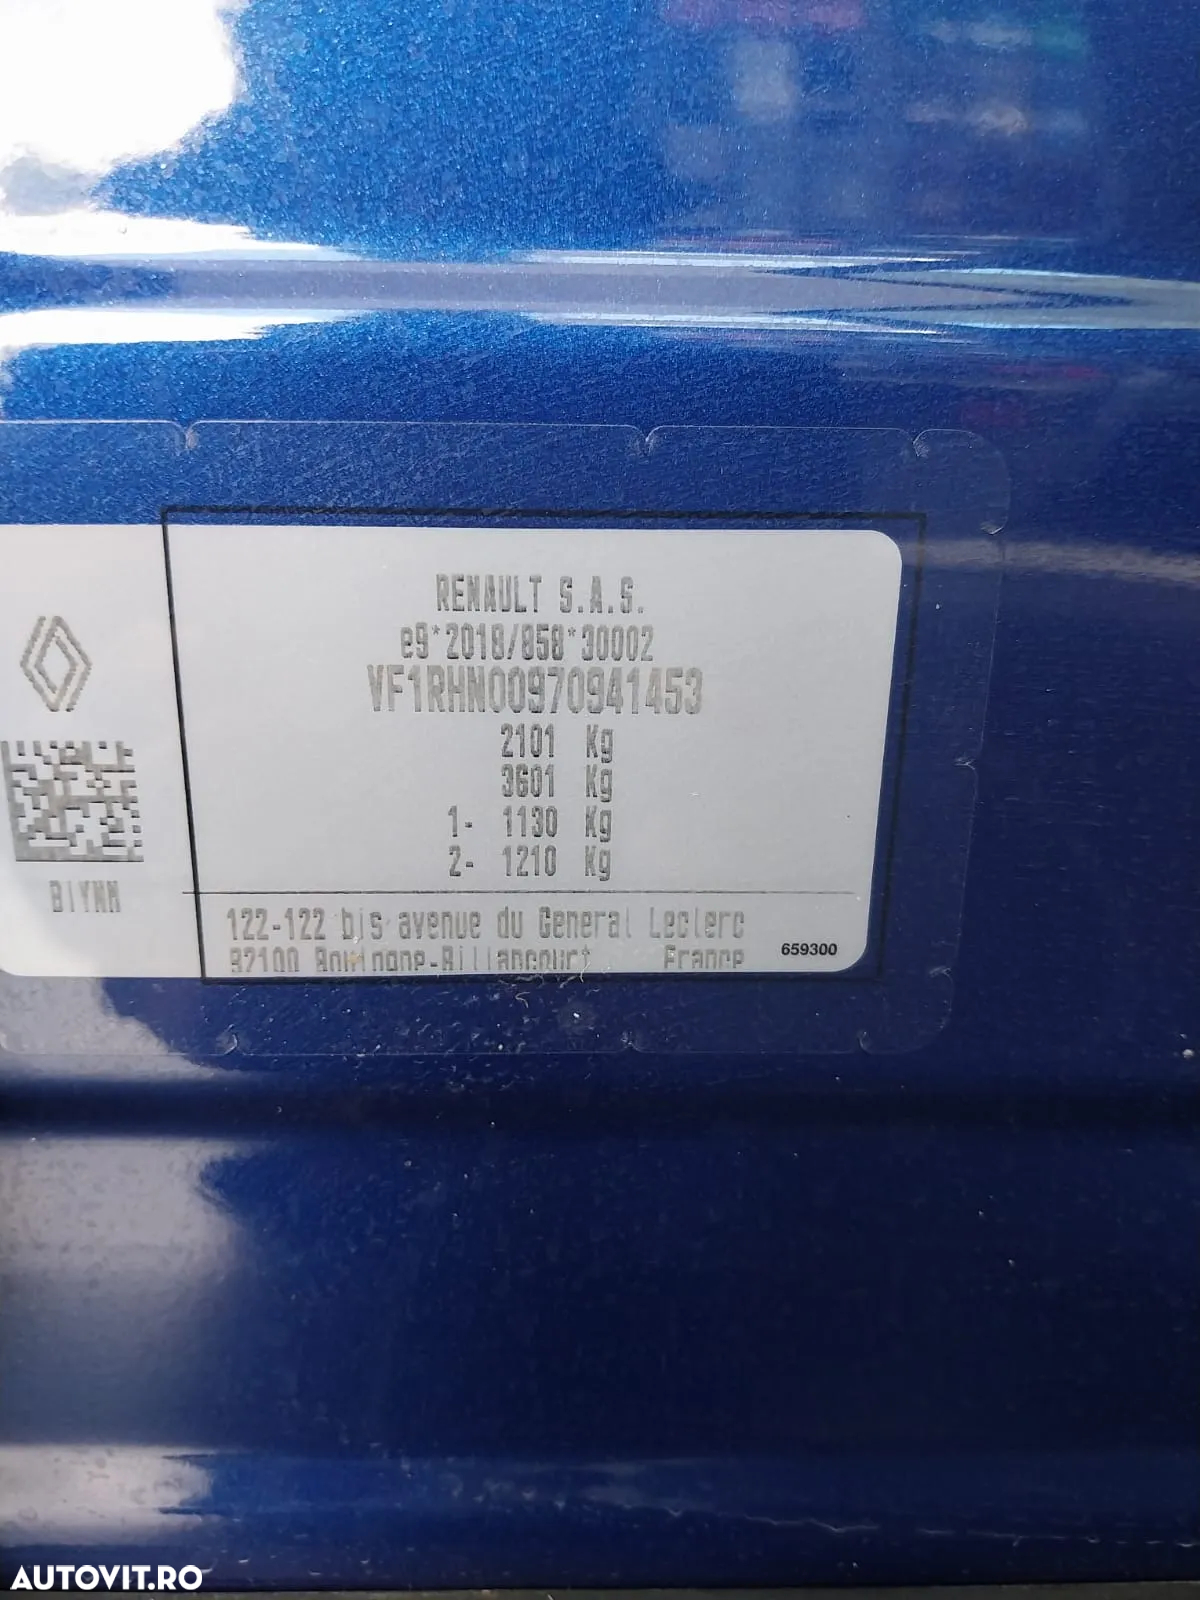 RENAULT S.A.S.
e9*2018/858*30002
VF1RHN00970941453
2101 Kg
3601 Kg
1- 1130 Kg
2- 1210 Kg
122-122 bis avenue du General Leclerc
92100 Boulogne-Billancourt France
659300
AUTOVIT.RO